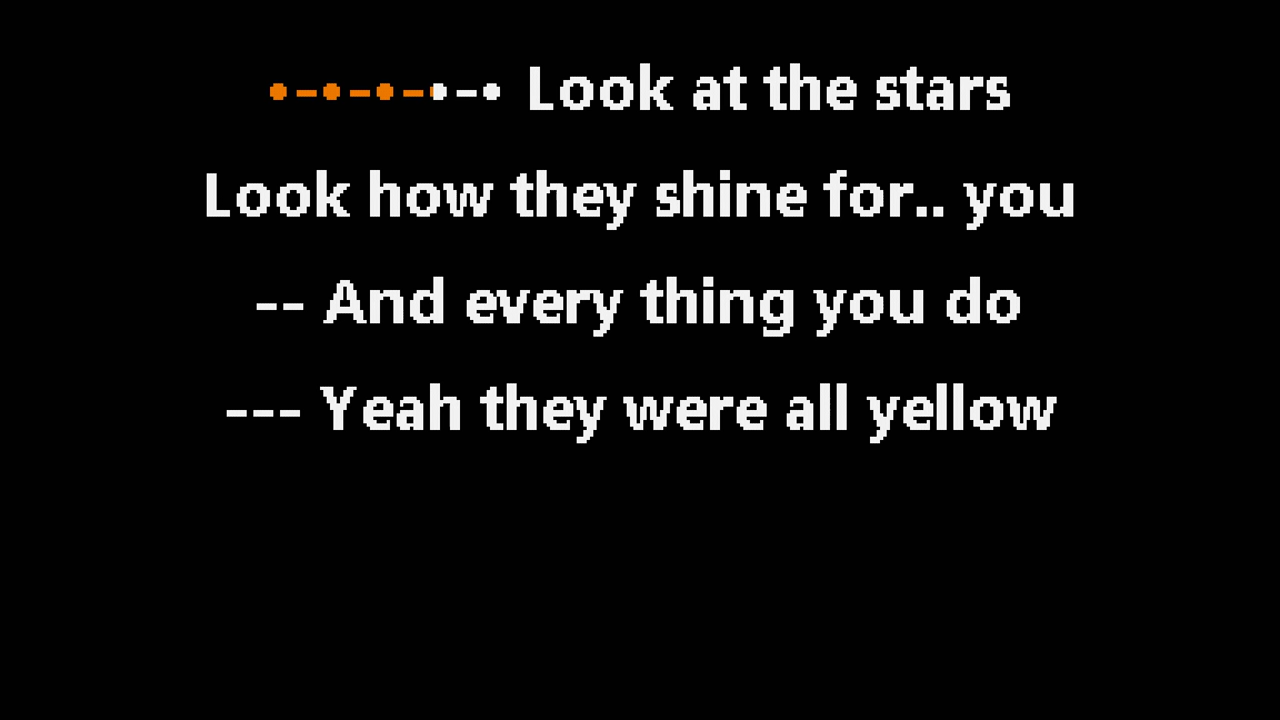 •-•-•-•-• Look at the stars
Look how they shine for.. you
-- And every thing you do
--- Yeah they were all yellow